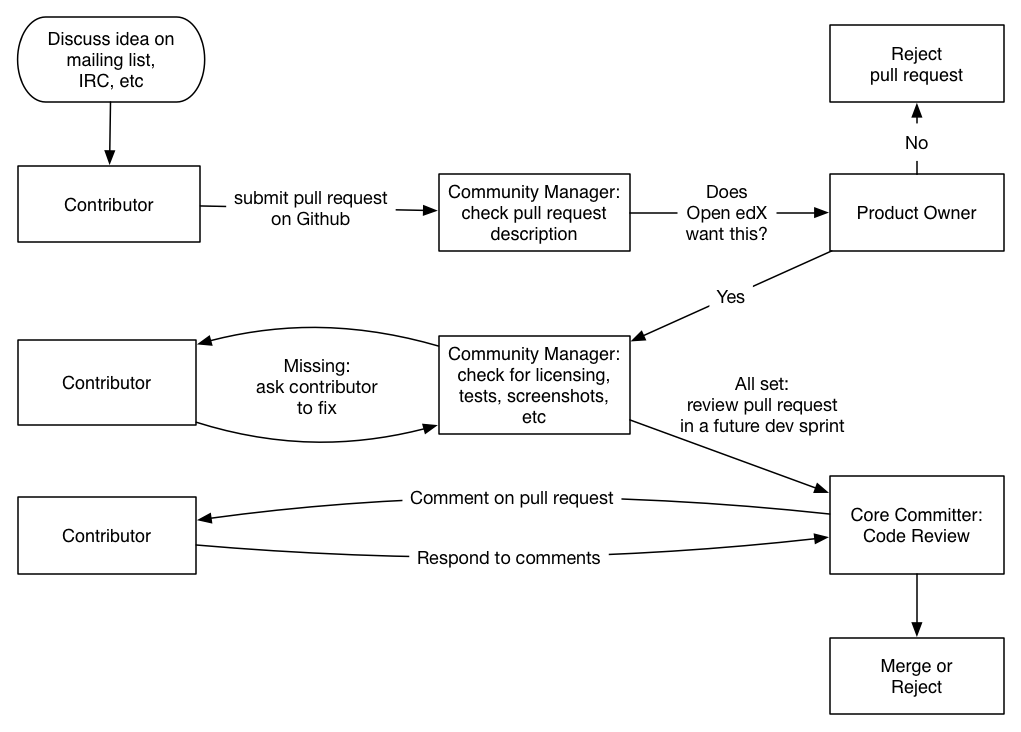 Discuss idea on
mailing list,
IRC, etc
Reject
pull request
No
Contributor
submit pull request
on Github
Community Manager:
check pull request
description
Does
Open edX
want this?
Product Owner
Yes
Contributor
Missing:
ask contributor
to fix
Community Manager:
check for licensing,
tests, screenshots,
etc
All set:
review pull request
in a future dev sprint
Contributor
Comment on pull request
Respond to comments
Core Committer:
Code Review
Merge or
Reject